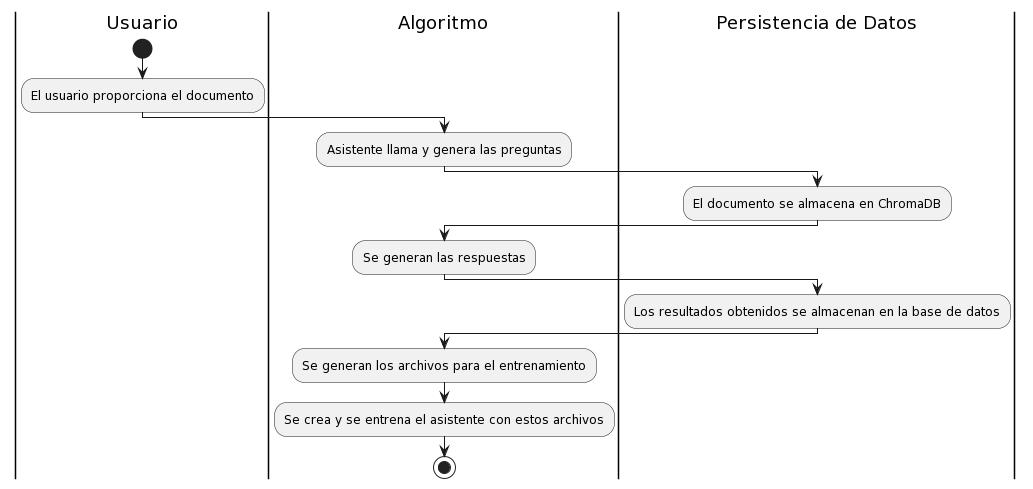 Usuario
Algoritmo
Persistencia de Datos
El usuario proporciona el documento
Asistente llama y genera las preguntas
El documento se almacena en ChromaDB
Se generan las respuestas
Los resultados obtenidos se almacenan en la base de datos
Se generan los archivos para el entrenamiento
Se crea y se entrena el asistente con estos archivos